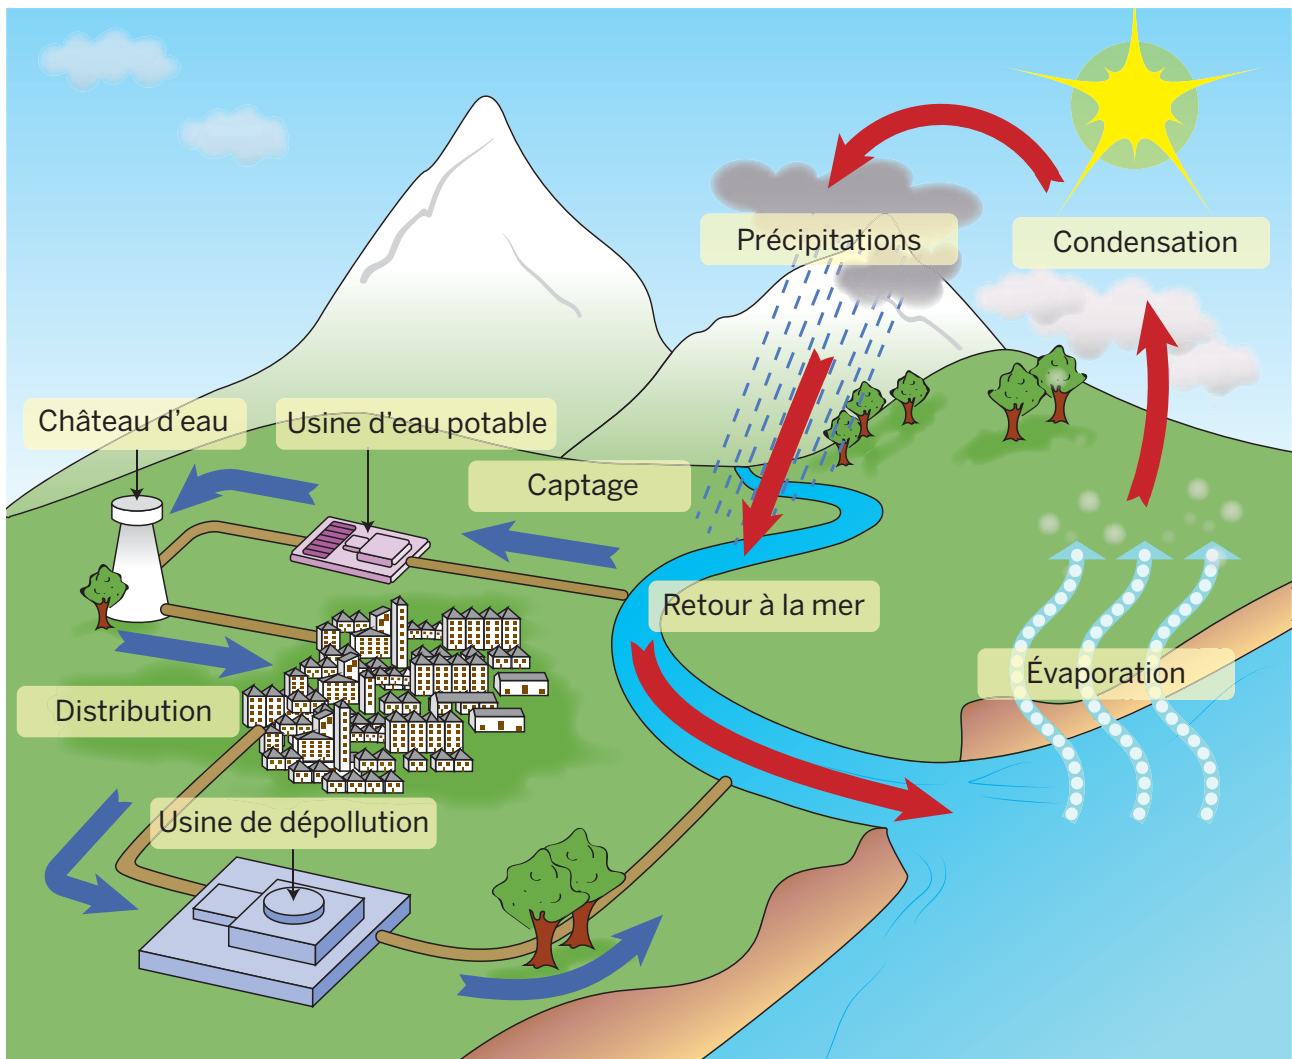 Précipitations
Condensation
Château d’eau
Usine d’eau potable
Captage
Retour à la mer
Évaporation
Distribution
Usine de dépollution